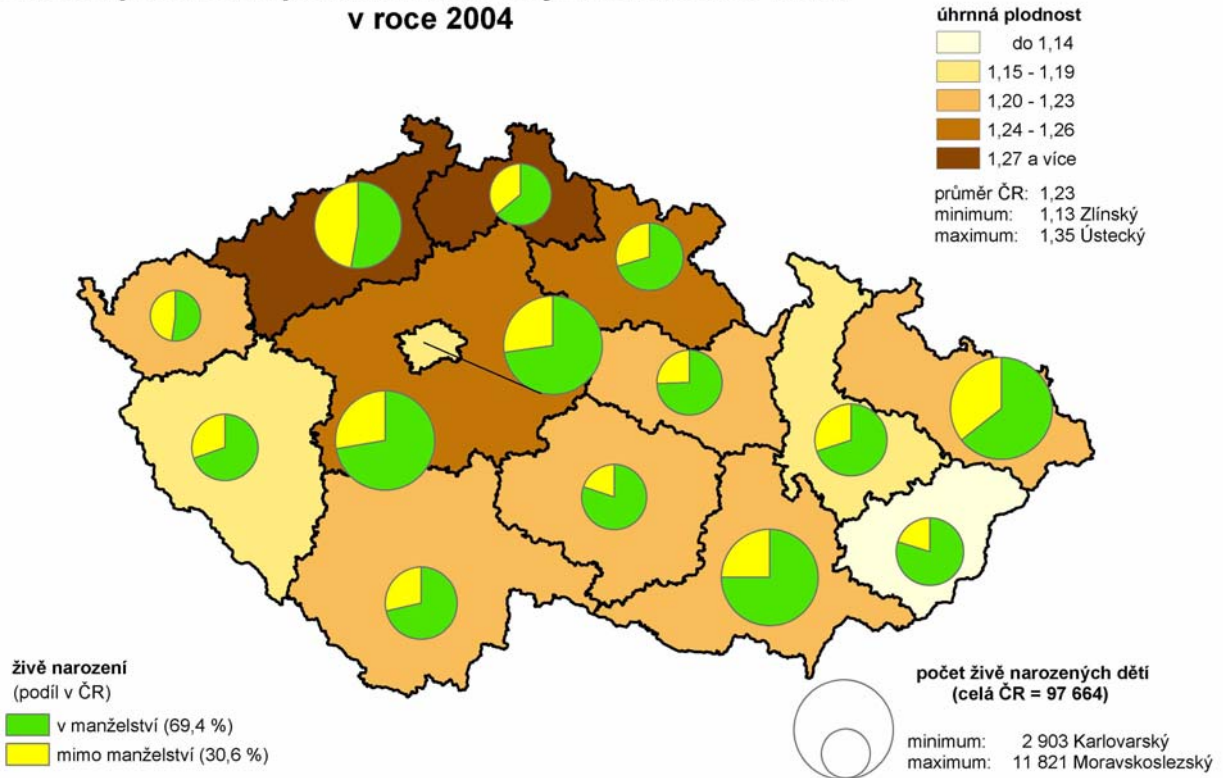 v roce 2004
úhrnná plodnost
do 1,14
1,15 - 1,19
1,20 - 1,23
1,24 - 1,26
1,27 a více
průměr ČR: 1,23
minimum: 1,13 Zlínský
maximum: 1,35 Ústecký
živě narození
(podíl v ČR)
v manželství (69,4 %)
mimo manželství (30,6 %)
počet živě narozených dětí
(celá ČR = 97 664)
minimum: 2 903 Karlovarský
maximum: 11 821 Moravskoslezský